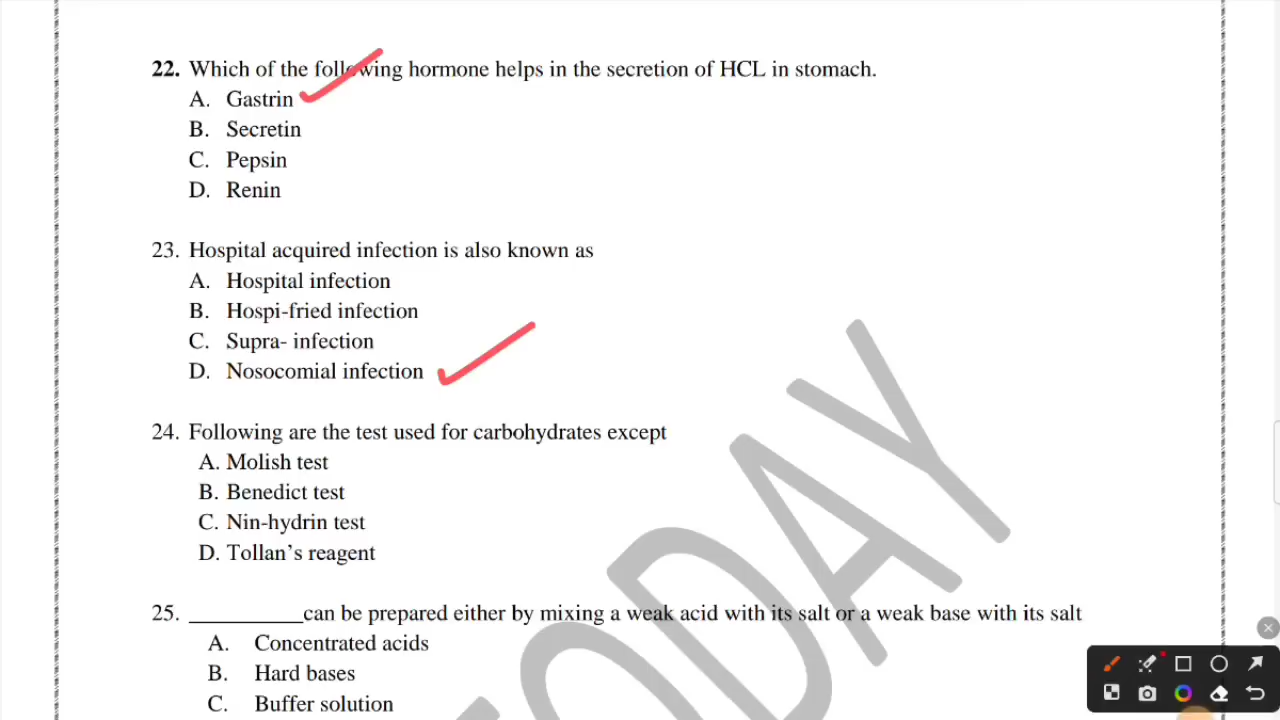 22. Which of the following hormone helps in the secretion of HCL in stomach.
A. Gastrin
B. Secretin
C. Pepsin
D. Renin
23. Hospital acquired infection is also known as
A. Hospital infection
B. Hospi-fried infection
C. Supra- infection
D. Nosocomial infection
24. Following are the test used for carbohydrates except
A. Molish test
B. Benedict test
C. Nin-hydrin test
D. Tollan’s reagent
25. __________can be prepared either by mixing a weak acid with its salt or a weak base with its salt
A. Concentrated acids
B. Hard bases
C. Buffer solution
TODAY